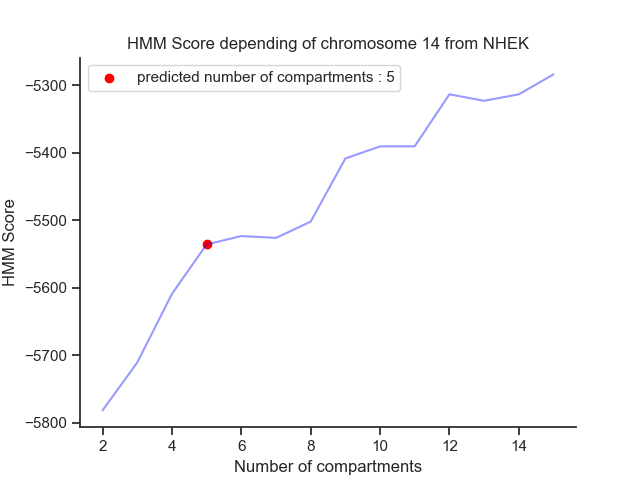 HMM Score depending of chromosome 14 from NHEK
predicted number of compartments : 5
HMM Score
−5300
−5400
−5500
−5600
−5700
−5800
2 4 6 8 10 12 14
Number of compartments